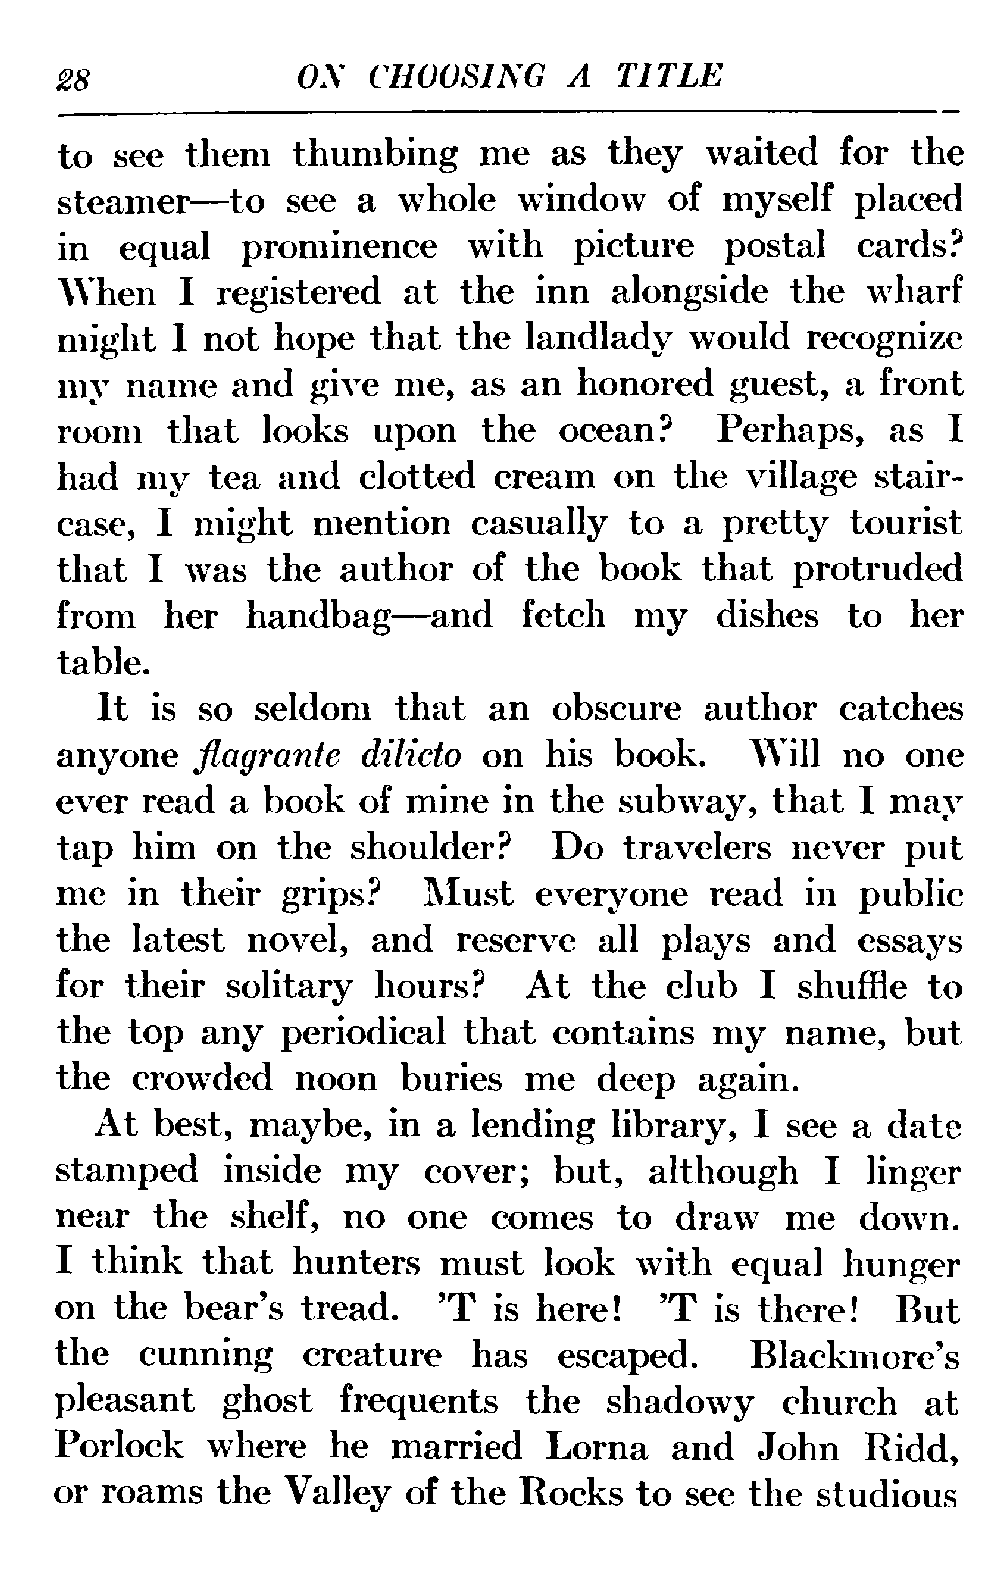 28 ON CHOOSING A TITLE
to see them thumbing me as they waited for the
steamer—to see a whole window of myself placed
in equal prominence with picture postal cards?
When I registered at the inn alongside the wharf
might I not hope that the landlady would recognize
my name and give me, as an honored guest, a front
room that looks upon the ocean? Perhaps, as I
had my tea and clotted cream on the village stair-
case, I might mention casually to a pretty tourist
that I was the author of the book that protruded
from her handbag—and fetch my dishes to her
table.
It is so seldom that an obscure author catches
anyone flagrante dilicto on his book. Will no one
ever read a book of mine in the subway, that I may
tap him on the shoulder? Do travelers never put
me in their grips? Must everyone read in public
the latest novel, and reserve all plays and essays
for their solitary hours? At the club I shuffle to
the top any periodical that contains my name, but
the crowded noon buries me deep again.
At best, maybe, in a lending library, I see a date
stamped inside my cover; but, although I linger
near the shelf, no one comes to draw me down.
I think that hunters must look with equal hunger
on the bear's tread. 'T is here! 'T is there! But
the cunning creature has escaped. Blackmore's
pleasant ghost frequents the shadowy church at
Porlock where he married Lorna and John Ridd,
or roams the Valley of the Rocks to see the studious